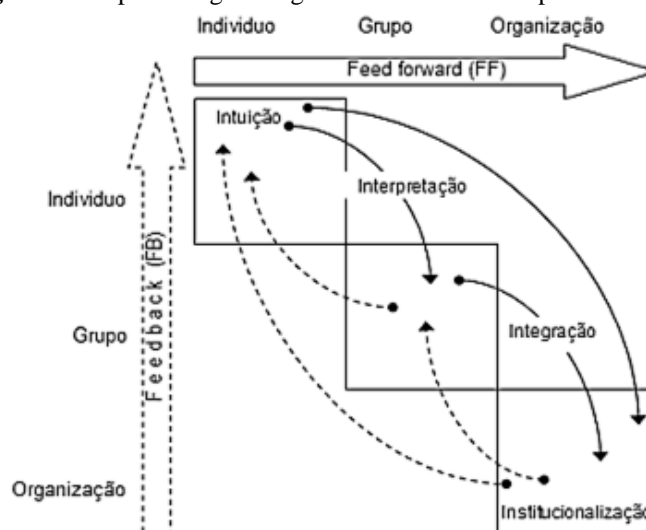 Individuo Grupo Organização
Feed forward (FF)
Intuição
Interpretação
Individuo
Feedback (FB)
Grupo
Integração
Organização
Institucionalização